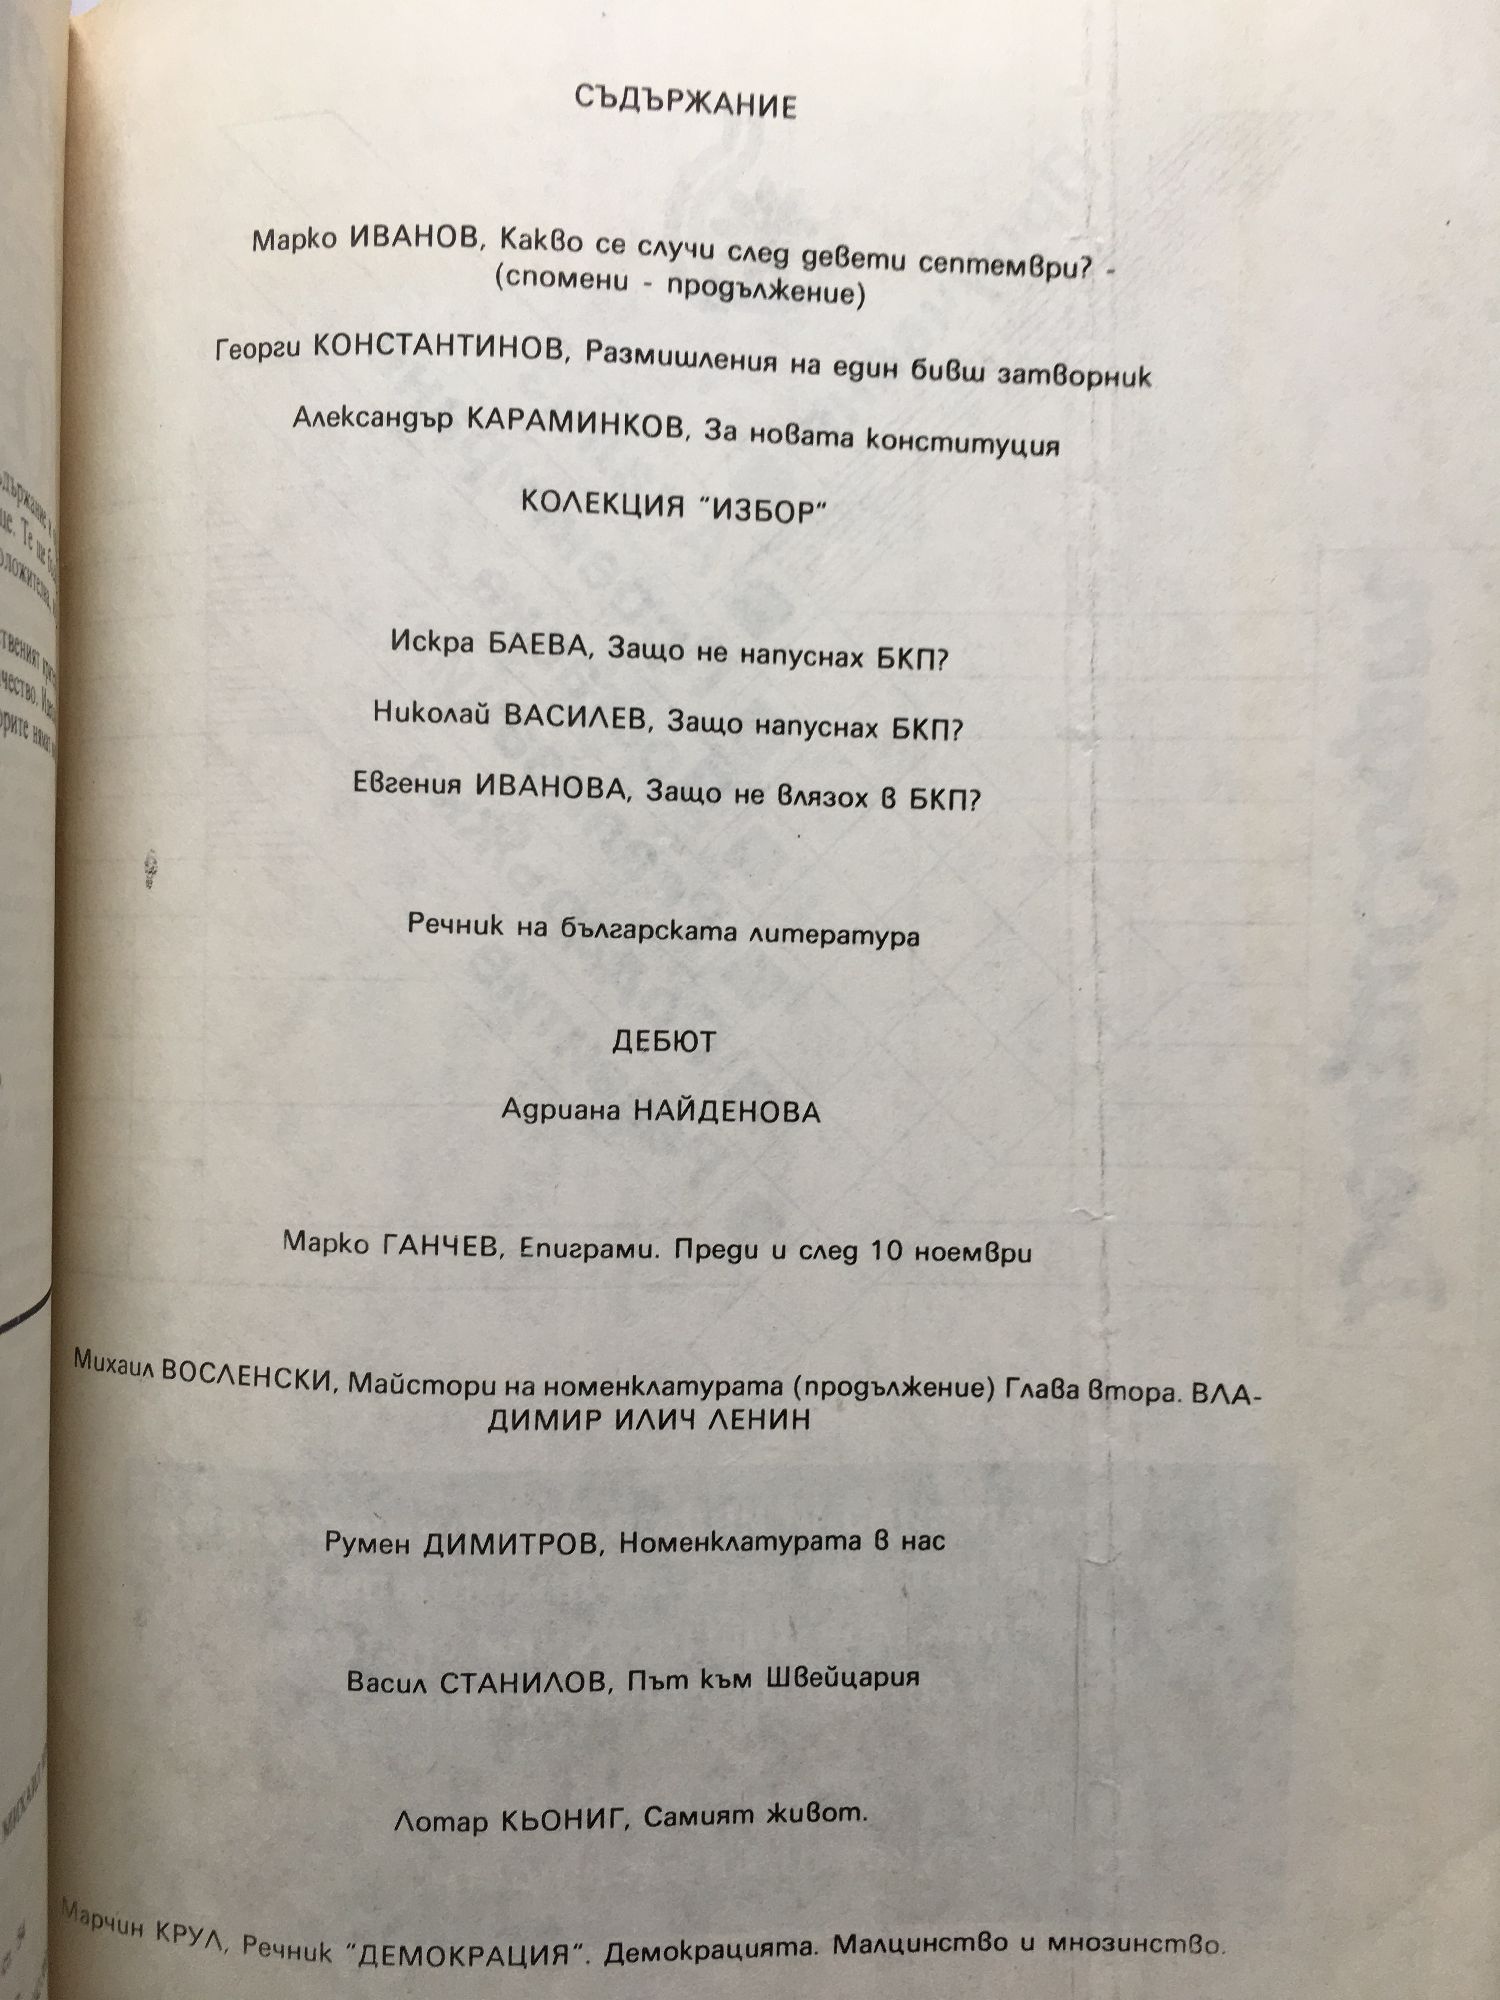 СЪДЪРЖАНИЕ
Марко ИВАНОВ, Какво се случи след девети септември? -
(спомени - продължение)
Георги КОНСТАНТИНОВ, Размишления на един бивш затворник
Александър КАРАМИНКОВ, За новата конституция
КОЛЕКЦИЯ "ИЗБОР"
Искра БАЕВА, Защо не напуснах БКП?
Николай ВАСИЛЕВ, Защо напуснах БКП?
Евгения ИВАНОВА, Защо не влязох в БКП?
Речник на българската литература
ДЕБЮТ
Адриана НАЙДЕНОВА
Марко ГАНЧЕВ, Епиграми. Преди и след 10 ноември
Михаил ВОСЛЕНСКИ, Майстори на номенклатурата (продължение) Глава втора. ВЛА-
ДИМИР ИЛИЧ ЛЕНИН
Румен ДИМИТРОВ, Номенклатурата в нас
Васил СТАНИЛОВ, Път към Швейцария
Лотар КЬОНИГ, Самият живот.
Марчин КРУЛ, Речник "ДЕМОКРАЦИЯ". Демокрацията. Малцинство и мнозинство.